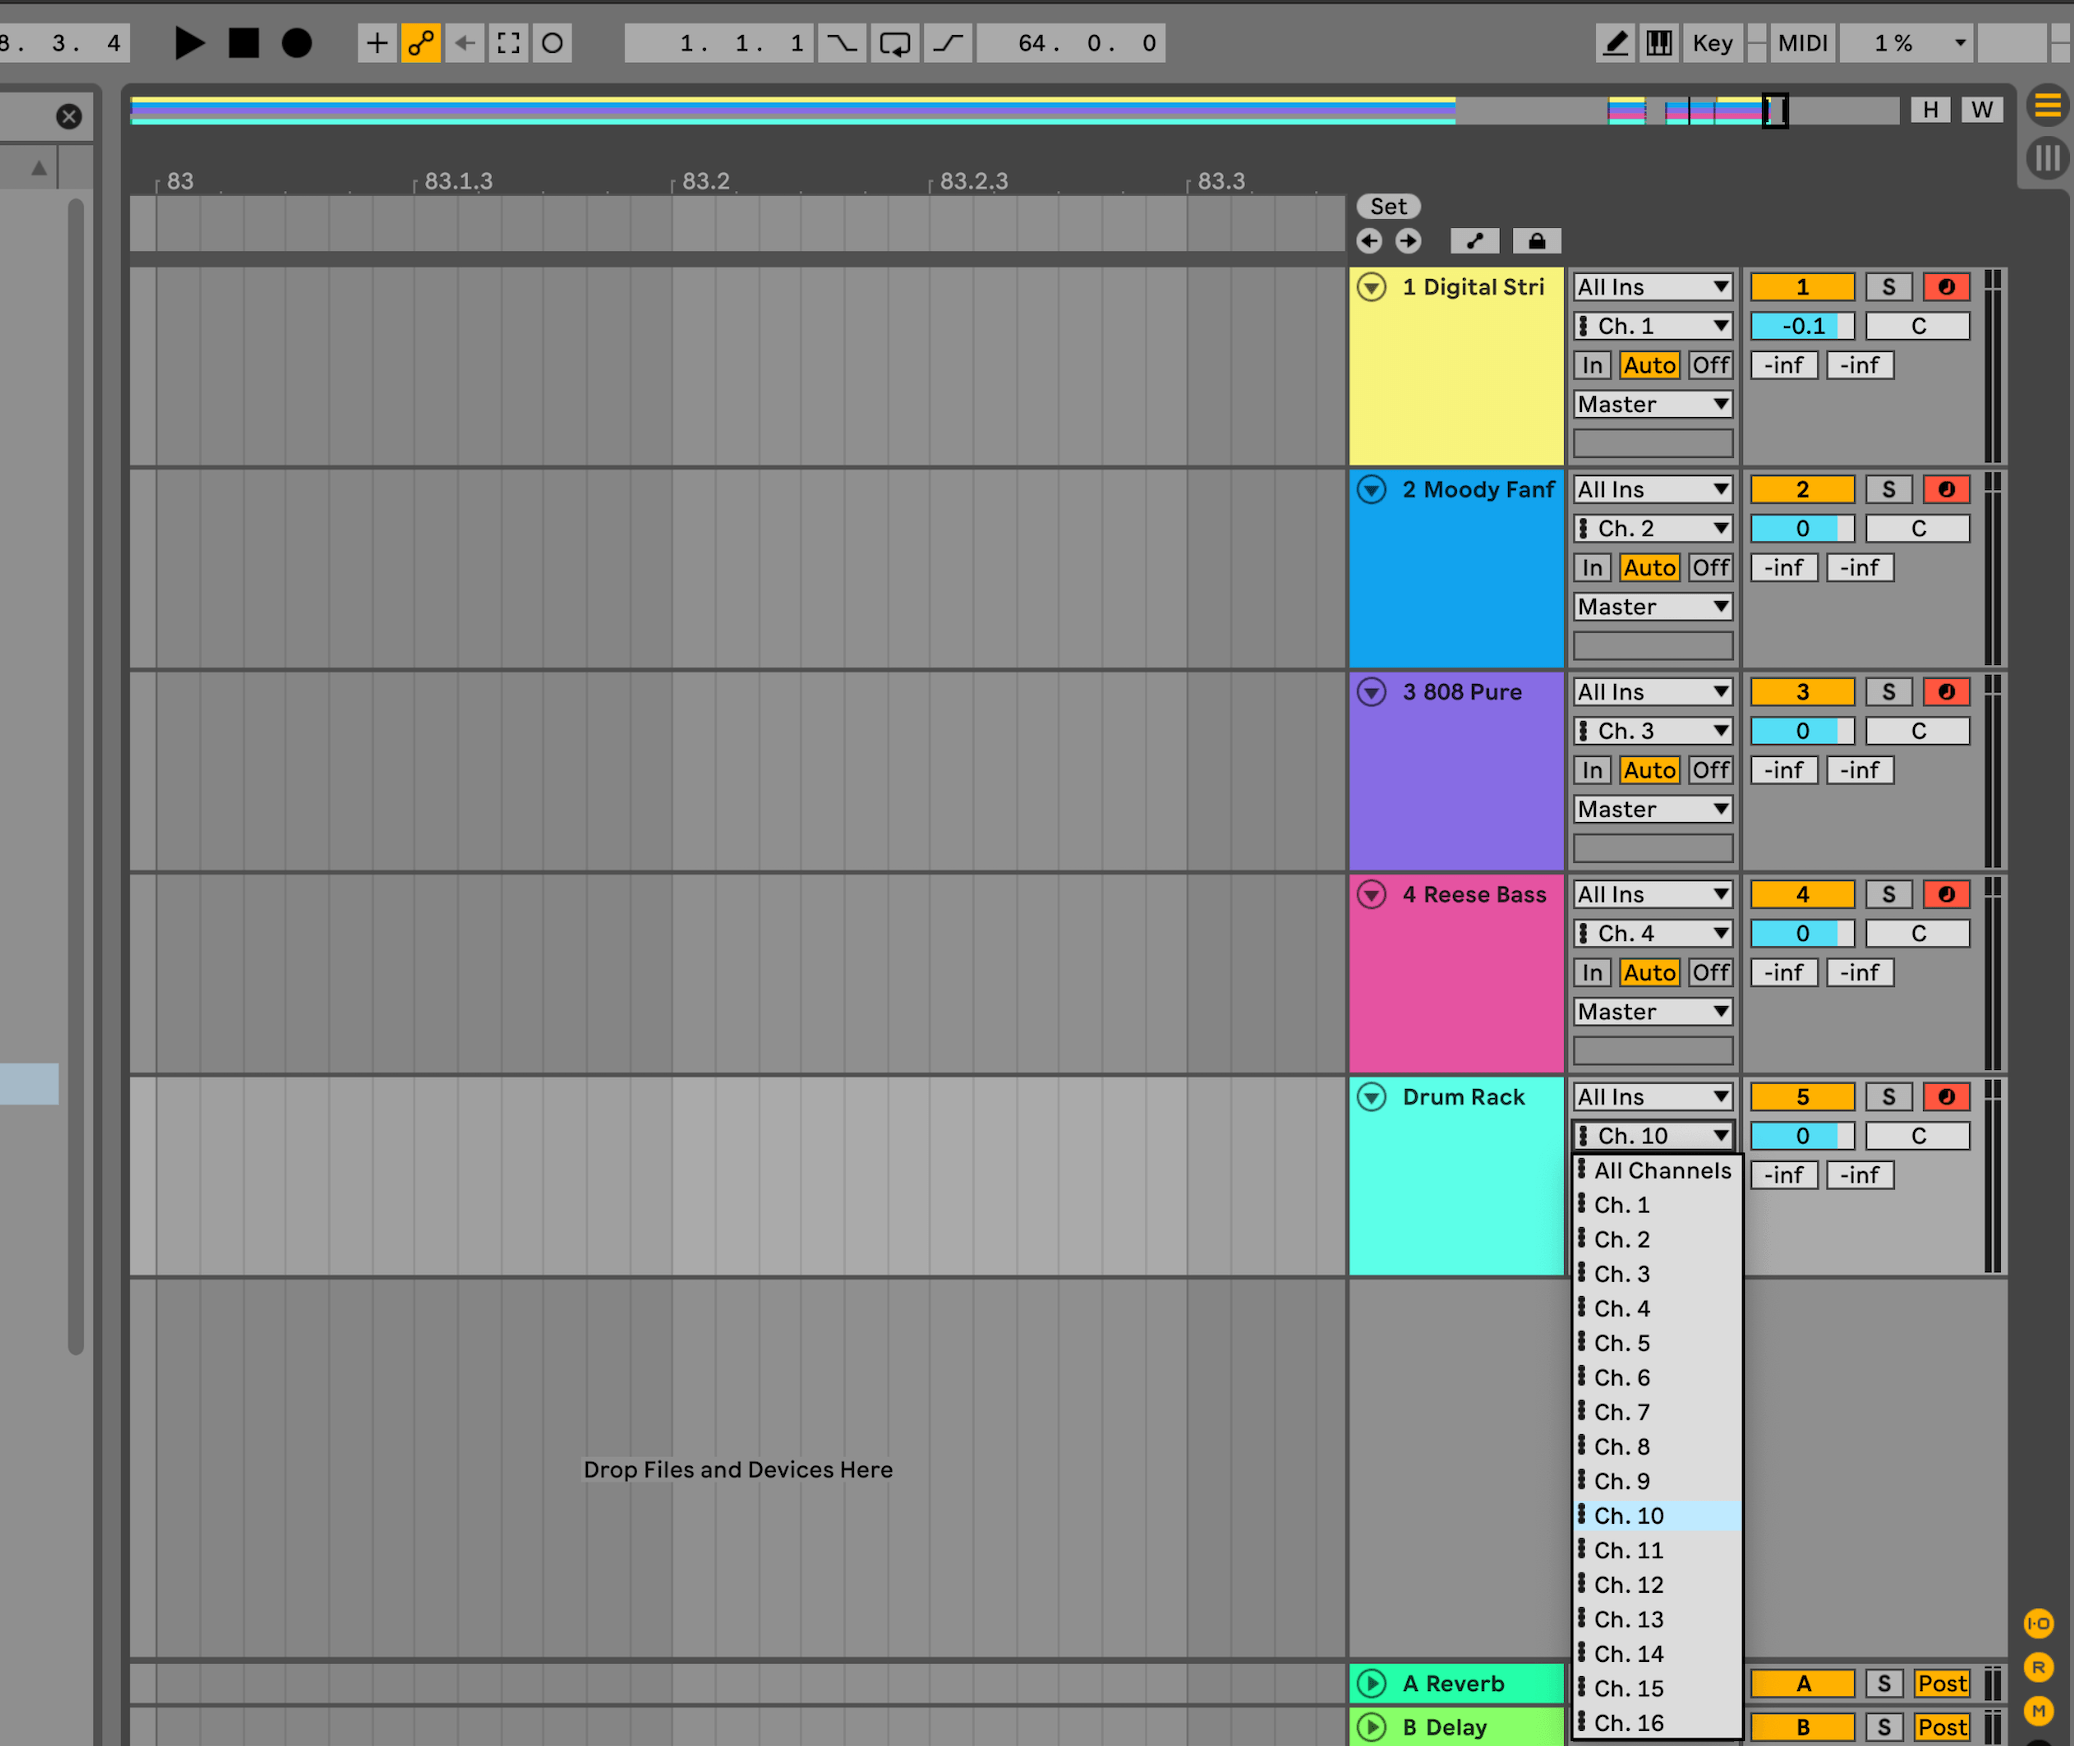 8. 3. 4
1. 1. 1
64. 0. 0
Key
MIDI
1 %
H
W
83
83.1.3
83.2
83.2.3
83.3
Set
1 Digital Stri
All Ins
1
S
Ch. 1
-0.1
C
In
Auto
Off
-inf
-inf
Master
2 Moody Fanf
All Ins
2
S
Ch. 2
0
C
In
Auto
Off
-inf
-inf
Master
3 808 Pure
All Ins
3
S
Ch. 3
0
C
In
Auto
Off
-inf
-inf
Master
4 Reese Bass
All Ins
4
S
Ch. 4
0
C
In
Auto
Off
-inf
-inf
Master
Drum Rack
All Ins
5
S
Ch. 10
0
C
-inf
-inf
All Channels
Ch. 1
Ch. 2
Ch. 3
Ch. 4
Ch. 5
Ch. 6
Ch. 7
Ch. 8
Ch. 9
Ch. 10
Ch. 11
Ch. 12
Ch. 13
Ch. 14
Ch. 15
Ch. 16
Drop Files and Devices Here
I·O
R
M
A Reverb
A
S
Post
B Delay
B
S
Post